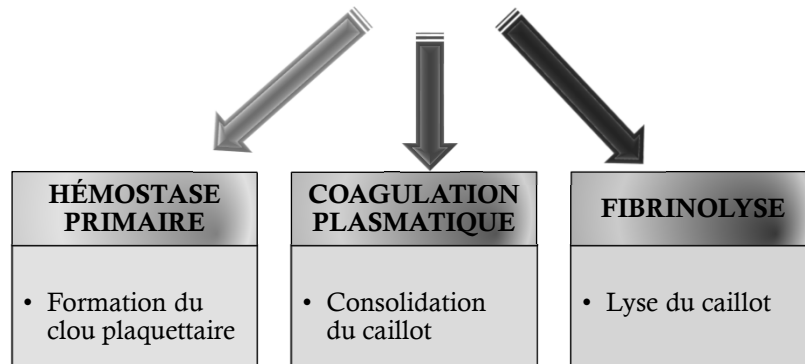 HÉMOSTASE
PRIMAIRE
• Formation du
clou plaquettaire
COAGULATION
PLASMATIQUE
• Consolidation
du caillot
FIBRINOLYSE
• Lyse du caillot